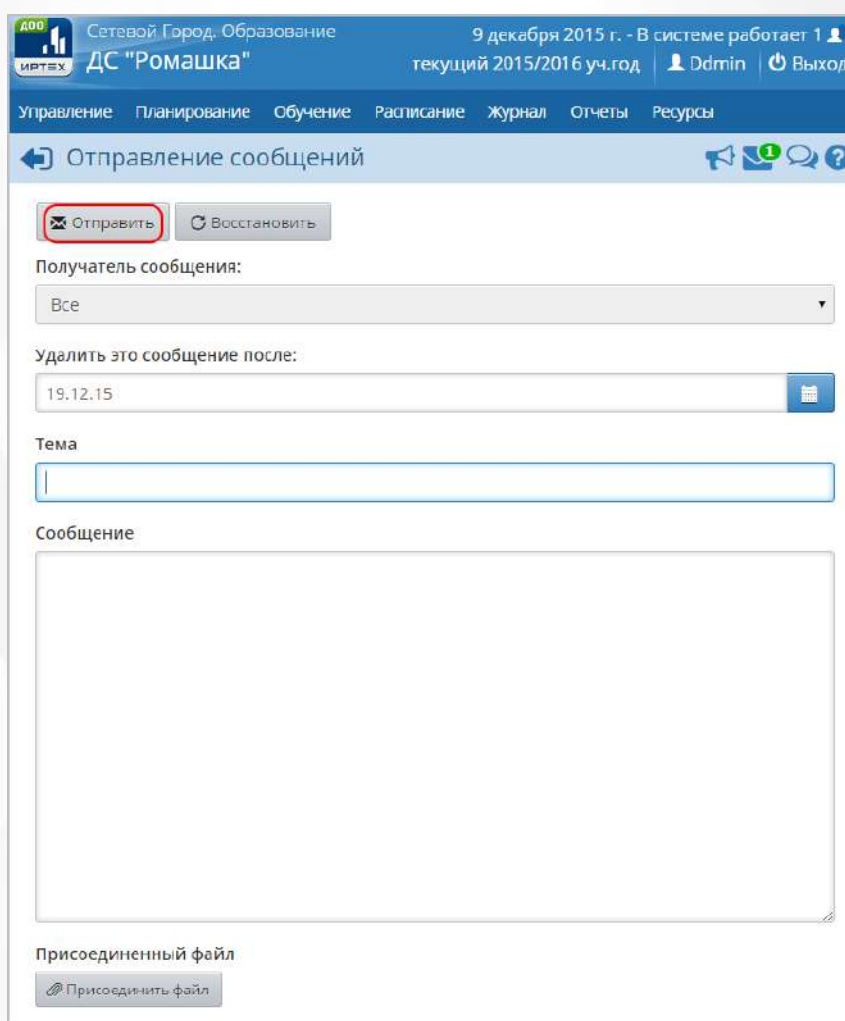 ДОО
ИРТЕХ
Сетевой Город. Образование
ДС "Ромашка"
9 декабря 2015 г. - В системе работает 1
текущий 2015/2016 уч.год
Ddmin
Выход
Управление Планирование Обучение Расписание Журнал Отчеты Ресурсы
Отправление сообщений
1
?
Отправить
Восстановить
Получатель сообщения:
Все
Удалить это сообщение после:
19.12.15
Тема
Сообщение
Присоединенный файл
Присоединить файл